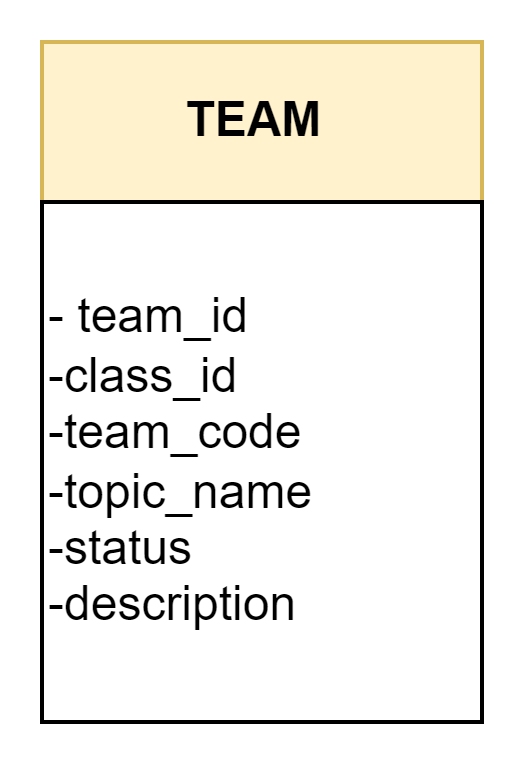 TEAM
- team_id
-class_id
-team_code
-topic_name
-status
-description